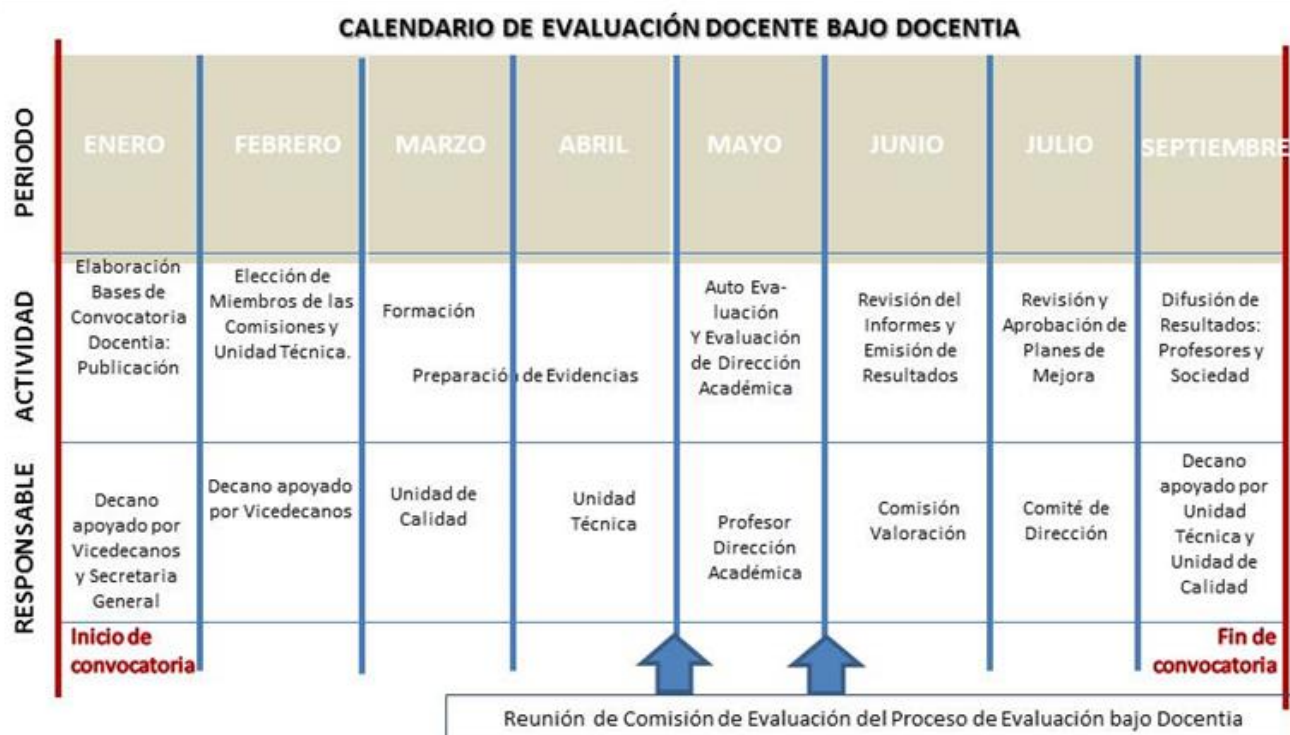 CALENDARIO DE EVALUACIÓN DOCENTE BAJO DOCENTIA
PERIODO
ENERO
FEBRERO
MARZO
ABRIL
MAYO
JUNIO
JULIO
SEPTIEMBRE
ACTIVIDAD
Elaboración
Bases de
Convocatoria
Docentia:
Publicación
Elección de
Miembros de las
Comisiones y
Unidad Técnica.
Formación
Preparación de Evidencias
Auto Eva-
luación
Y Evaluación
de Dirección
Académica
Revisión del
Informes y
Emisión de
Resultados
Revisión y
Aprobación de
Planes de
Mejora
Difusión de
Resultados:
Profesores y
Sociedad
RESPONSABLE
Decano
apoyado por
Vicedecanos
y Secretaria
General
Decano apoyado
por Vicedecanos
Unidad de
Calidad
Unidad
Técnica
Profesor
Dirección
Académica
Comisión
Valoración
Comité de
Dirección
Decano
apoyado por
Unidad
Técnica y
Unidad de
Calidad
Inicio de
convocatoria
Fin de
convocatoria
Reunión de Comisión de Evaluación del Proceso de Evaluación bajo Docentia